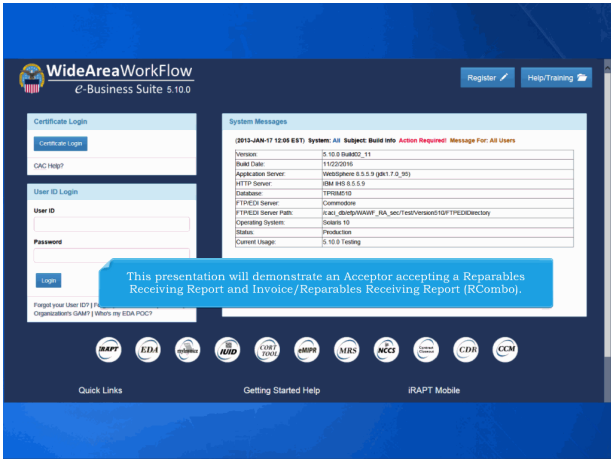 WideAreaWorkFlow
e-Business Suite 5.10.0
Register
Help/Training
Certificate Login
Certificate Login
CAC Help?
User ID Login
User ID
Password
Login
Forgot your User ID? |
Organization's GAM? | Who's my EDA POC?
System Messages
(2013-JAN-17 12:05 EST) System: All Subject: Build Info Action Required! Message For: All Users
Version: 5.10.0 Build02_11
Build Date: 11/22/2016
Application Server: WebSphere 8.5.5.9 (jdk1.7.0_95)
HTTP Server: IBM IHS 8.5.5.9
Database: TPRIM510
FTP/EDI Server: Commodore
FTP/EDI Server Path: /caci_db/efp/WAWF_RA_sec/Test/Version510/FTPEDIDirectory
Operating System: Solaris 10
Status: Production
Current Usage: 5.10.0 Testing
This presentation will demonstrate an Acceptor accepting a Reparables
Receiving Report and Invoice/Reparables Receiving Report (RCombo).
iRAPT
EDA
myInvoice
IUID
CORT TOOL
eMIPR
MRS
NCCS
Contract Closeout
CDR
CCM
Quick Links
Getting Started Help
iRAPT Mobile